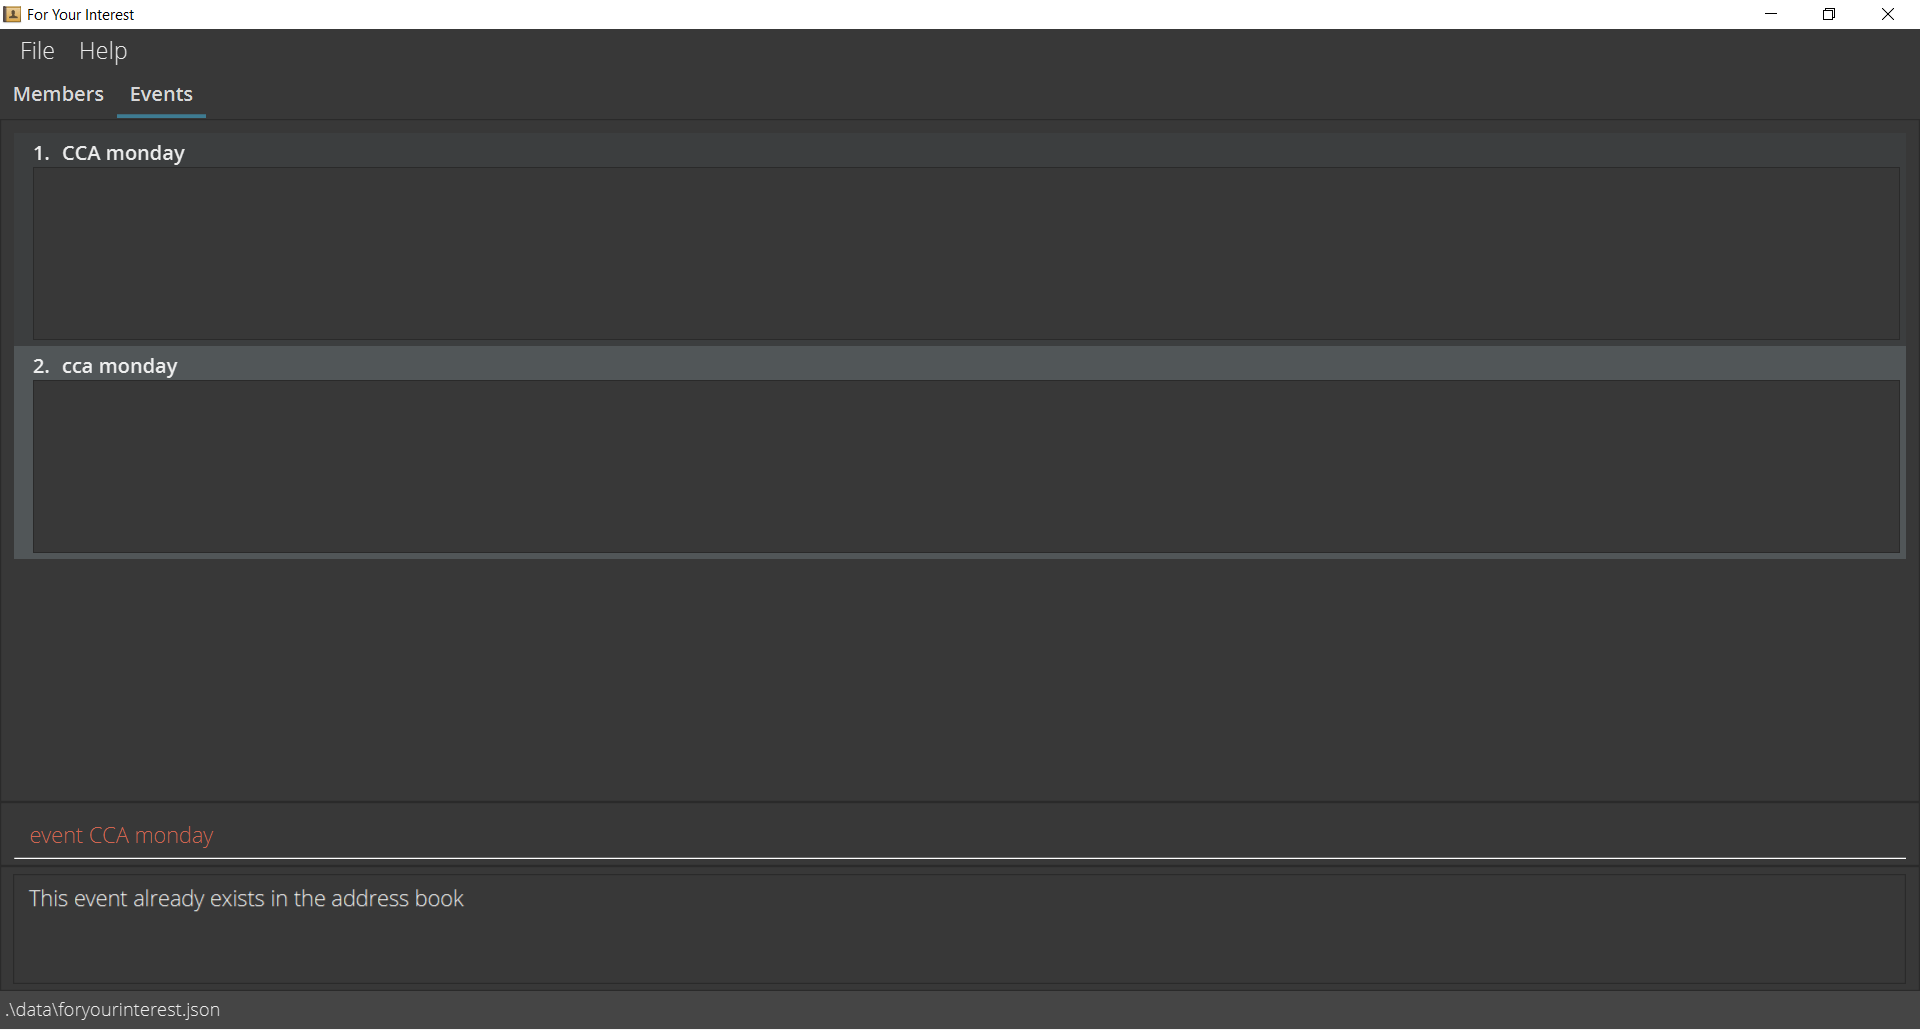 For Your Interest
File Help
Members Events
1. CCA monday
2. cca monday
event CCA monday
This event already exists in the address book
.\data\foryourinterest.json